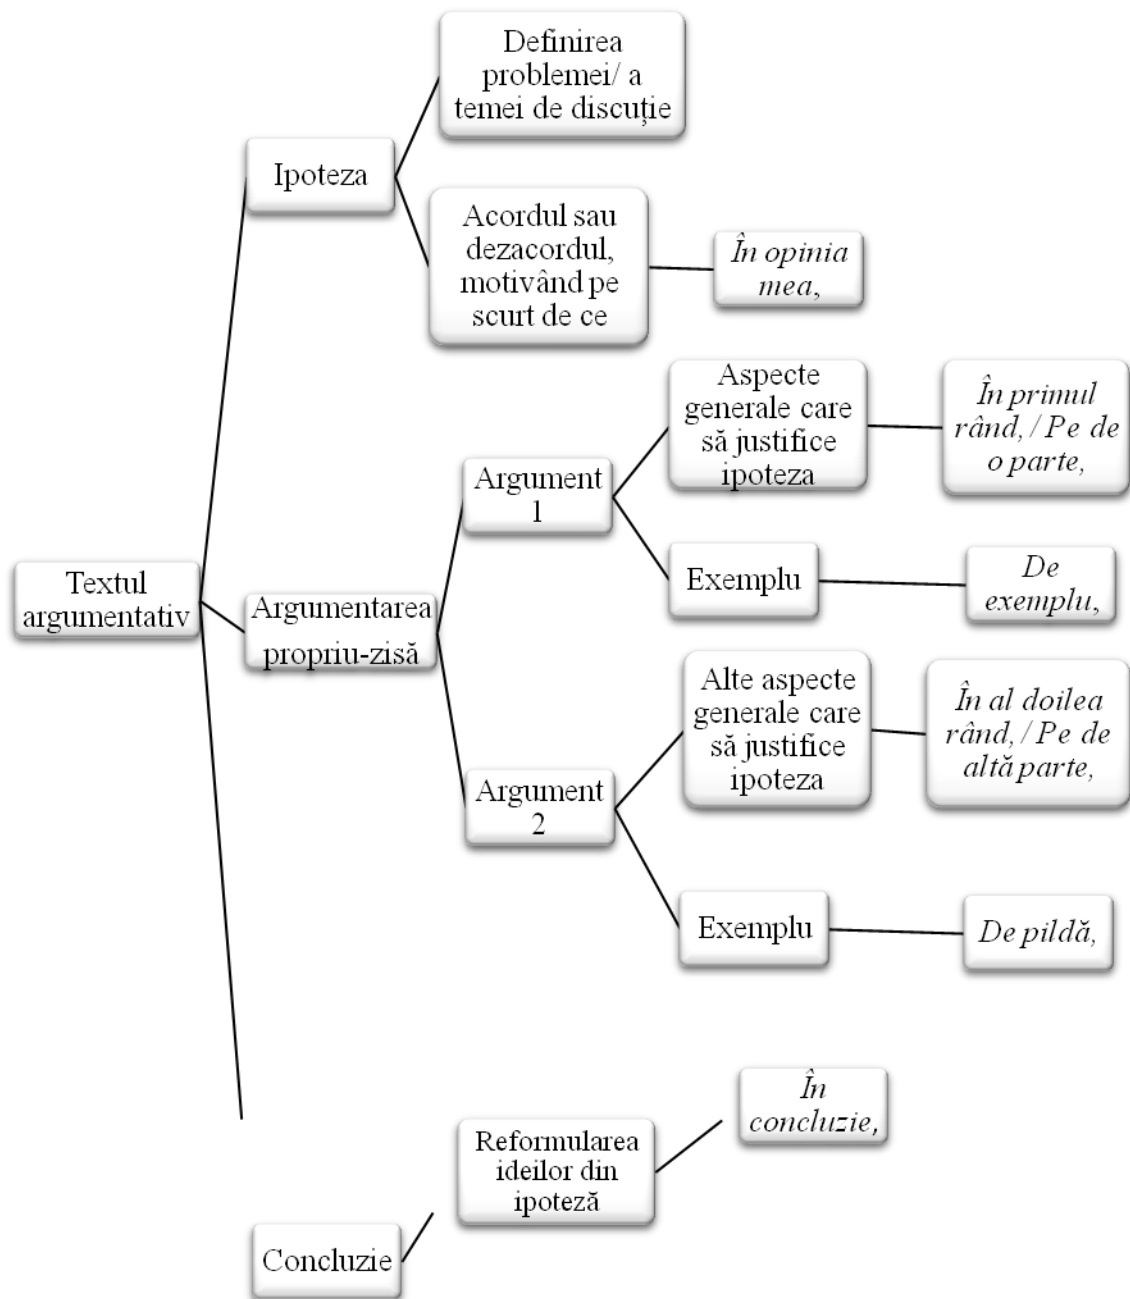 Definirea
problemei/ a
temei de discuție
Ipoteza
Acordul sau
dezacordul,
motivând pe
scurt de ce
În opinia
mea,
Aspecte
generale care
să justifice
ipoteza
În primul
rând, / Pe de
o parte,
Argument
1
Exemplu
De
exemplu,
Textul
argumentativ
Argumentarea
propriu-zisă
Alte aspecte
generale care
să justifice
ipoteza
În al doilea
rând, / Pe de
altă parte,
Argument
2
Exemplu
De pildă,
În
concluzie,
Reformularea
ideilor din
ipoteză
Concluzie